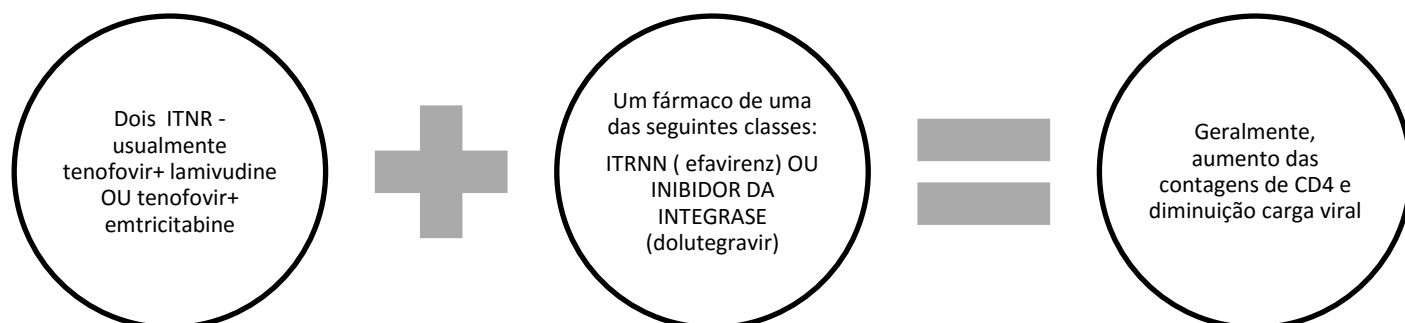 Dois ITNR -
usualmente
tenofovir+ lamivudine
OU tenofovir+
emtricitabine
Um fármaco de uma
das seguintes classes:
ITRNN ( efavirenz) OU
INIBIDOR DA
INTEGRASE
(dolutegravir)
Geralmente,
aumento das
contagens de CD4 e
diminuição carga viral